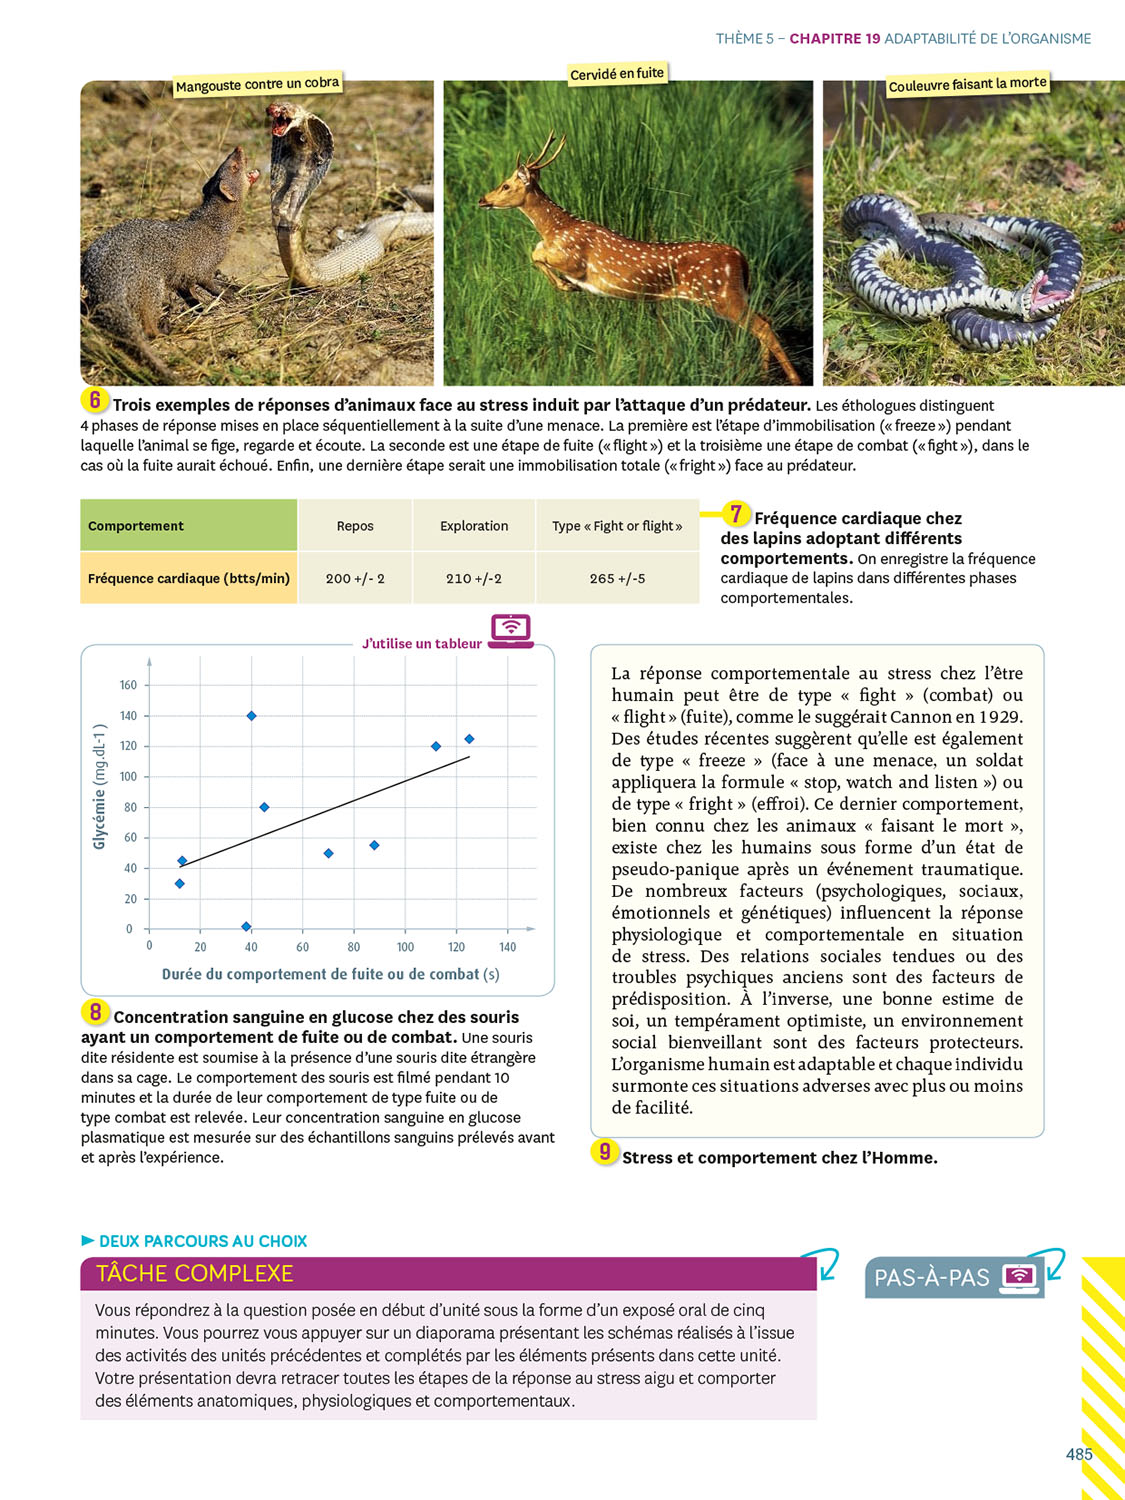 THÈME 5 – CHAPITRE 19 ADAPTABILITÉ DE L'ORGANISME
Mangouste contre un cobra
Cervidé en fuite
Couleuvre faisant la morte
6 Trois exemples de réponses d'animaux face au stress induit par l'attaque d'un prédateur. Les éthologues distinguent
4 phases de réponse mises en place séquentiellement à la suite d'une menace. La première est l'étape d'immobilisation (« freeze ») pendant
laquelle l'animal se fige, regarde et écoute. La seconde est une étape de fuite (« flight ») et la troisième une étape de combat (« fight »), dans le
cas où la fuite aurait échoué. Enfin, une dernière étape serait une immobilisation totale (« fright ») face au prédateur.
Comportement Repos Exploration Type « Fight or flight »
Fréquence cardiaque (btts/min) 200 +/- 2 210 +/-2 265 +/-5
7 Fréquence cardiaque chez
des lapins adoptant différents
comportements. On enregistre la fréquence
cardiaque de lapins dans différentes phases
comportementales.
J'utilise un tableur
Glycémie (mg.dL-1 )
160
140
120
100
80
60
40
20
0
0 20 40 60 80 100 120 140
Durée du comportement de fuite ou de combat (s)
8 Concentration sanguine en glucose chez des souris
ayant un comportement de fuite ou de combat. Une souris
dite résidente est soumise à la présence d'une souris dite étrangère
dans sa cage. Le comportement des souris est filmé pendant 10
minutes et la durée de leur comportement de type fuite ou de
type combat est relevée. Leur concentration sanguine en glucose
plasmatique est mesurée sur des échantillons sanguins prélevés avant
et après l'expérience.
La réponse comportementale au stress chez l'être
humain peut être de type « fight » (combat) ou
« flight » (fuite), comme le suggérait Cannon en 1929.
Des études récentes suggèrent qu'elle est également
de type « freeze » (face à une menace, un soldat
appliquera la formule « stop, watch and listen ») ou
de type « fright » (effroi). Ce dernier comportement,
bien connu chez les animaux « faisant le mort »,
existe chez les humains sous forme d'un état de
pseudo-panique après un événement traumatique.
De nombreux facteurs (psychologiques, sociaux,
émotionnels et génétiques) influencent la réponse
physiologique et comportementale en situation
de stress. Des relations sociales tendues ou des
troubles psychiques anciens sont des facteurs de
prédisposition. À l'inverse, une bonne estime de
soi, un tempérament optimiste, un environnement
social bienveillant sont des facteurs protecteurs.
L'organisme humain est adaptable et chaque individu
surmonte ces situations adverses avec plus ou moins
de facilité.
9 Stress et comportement chez l'Homme.
► DEUX PARCOURS AU CHOIX
TÂCHE COMPLEXE
Vous répondrez à la question posée en début d'unité sous la forme d'un exposé oral de cinq
minutes. Vous pourrez vous appuyer sur un diaporama présentant les schémas réalisés à l'issue
des activités des unités précédentes et complétés par les éléments présents dans cette unité.
Votre présentation devra retracer toutes les étapes de la réponse au stress aigu et comporter
des éléments anatomiques, physiologiques et comportementaux.
PAS-À-PAS
485